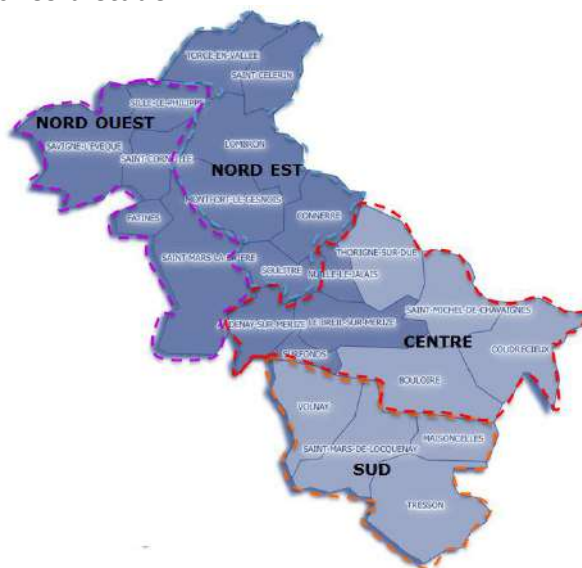 TORCE-EN-VALLEE
SAINT-CELERIN
SILLE-LE-PHILIPPE
NORD OUEST
SAVIGNE-L'EVEQUE
LOMBRON
SAINT-CORNEILLE
NORD EST
MONTFORT-LE-GESNOIS
CONNERRE
FATINES
THORIGNE-SUR-DUE
SAINT-MARS-LA-BRIERE
SOULITRE
NUILLE-LE-JALAIS
SAINT-MICHEL-DE-CHAVAIGNES
ARDENAY-SUR-MERIZE
LE BREIL-SUR-MERIZE
CENTRE
COUDRECIEUX
SURFONDS
BOULOIRE
VOLNAY
MAISONCELLES
SAINT-MARS-DE-LOCQUENAY
SUD
TRESSON